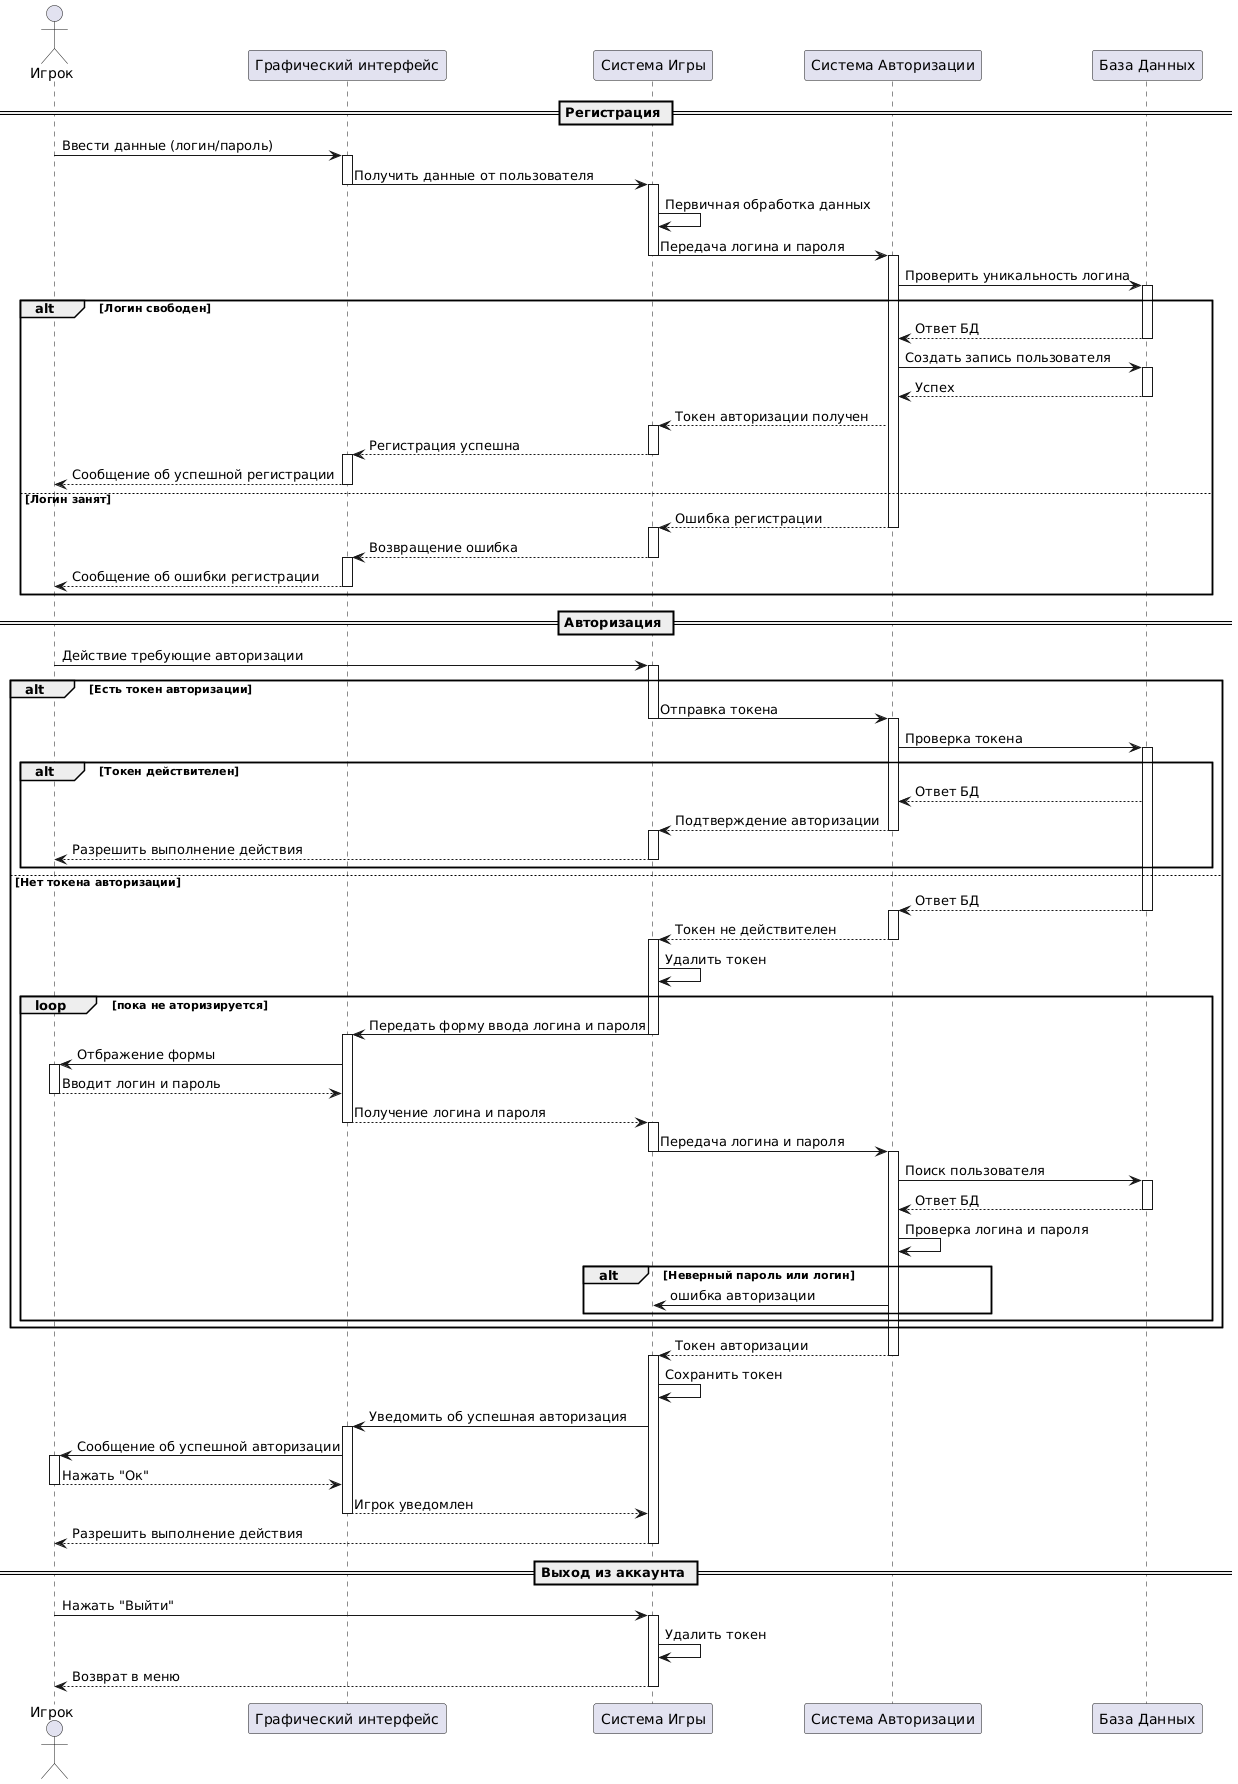 Игрок
Графический интерфейс
Система Игры
Система Авторизации
База Данных
Регистрация
Ввести данные (логин/пароль)
Получить данные от пользователя
Первичная обработка данных
Передача логина и пароля
Проверить уникальность логина
alt [Логин свободен]
Ответ БД
Создать запись пользователя
Успех
Токен авторизации получен
Регистрация успешна
Сообщение об успешной регистрации
[Логин занят]
Ошибка регистрации
Возвращение ошибка
Сообщение об ошибки регистрации
Авторизация
Действие требующие авторизации
alt [Есть токен авторизации]
Отправка токена
Проверка токена
alt [Токен действителен]
Ответ БД
Подтверждение авторизации
Разрешить выполнение действия
[Нет токена авторизации]
Ответ БД
Токен не действителен
Удалить токен
loop [пока не аторизируется]
Передать форму ввода логина и пароля
Отбражение формы
Вводит логин и пароль
Получение логина и пароля
Передача логина и пароля
Поиск пользователя
Ответ БД
Проверка логина и пароля
alt [Неверный пароль или логин]
ошибка авторизации
Токен авторизации
Сохранить токен
Уведомить об успешная авторизация
Сообщение об успешной авторизации
Нажать "Ок"
Игрок уведомлен
Разрешить выполнение действия
Выход из аккаунта
Нажать "Выйти"
Удалить токен
Возврат в меню
Игрок
Графический интерфейс
Система Игры
Система Авторизации
База Данных